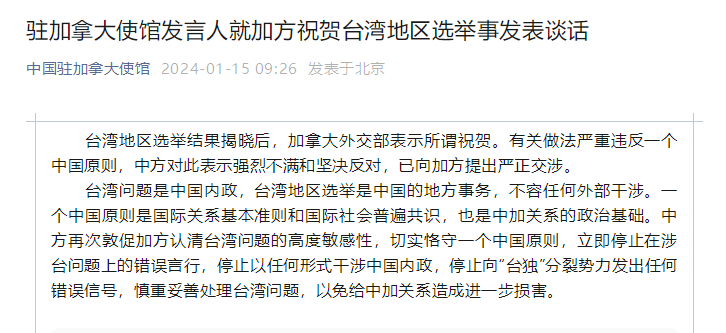 驻加拿大使馆发言人就加方祝贺台湾地区选举事发表谈话
中国驻加拿大使馆 2024-01-15 09:26 发表于北京
台湾地区选举结果揭晓后，加拿大外交部表示所谓祝贺。有关做法严重违反一个
中国原则，中方对此表示强烈不满和坚决反对，已向加方提出严正交涉。
台湾问题是中国内政，台湾地区选举是中国的地方事务，不容任何外部干涉。一
个中国原则是国际关系基本准则和国际社会普遍共识，也是中加关系的政治基础。中
方再次敦促加方认清台湾问题的高度敏感性，切实恪守一个中国原则，立即停止在涉
台问题上的错误言行，停止以任何形式干涉中国内政，停止向“台独”分裂势力发出任何
错误信号，慎重妥善处理台湾问题，以免给中加关系造成进一步损害。